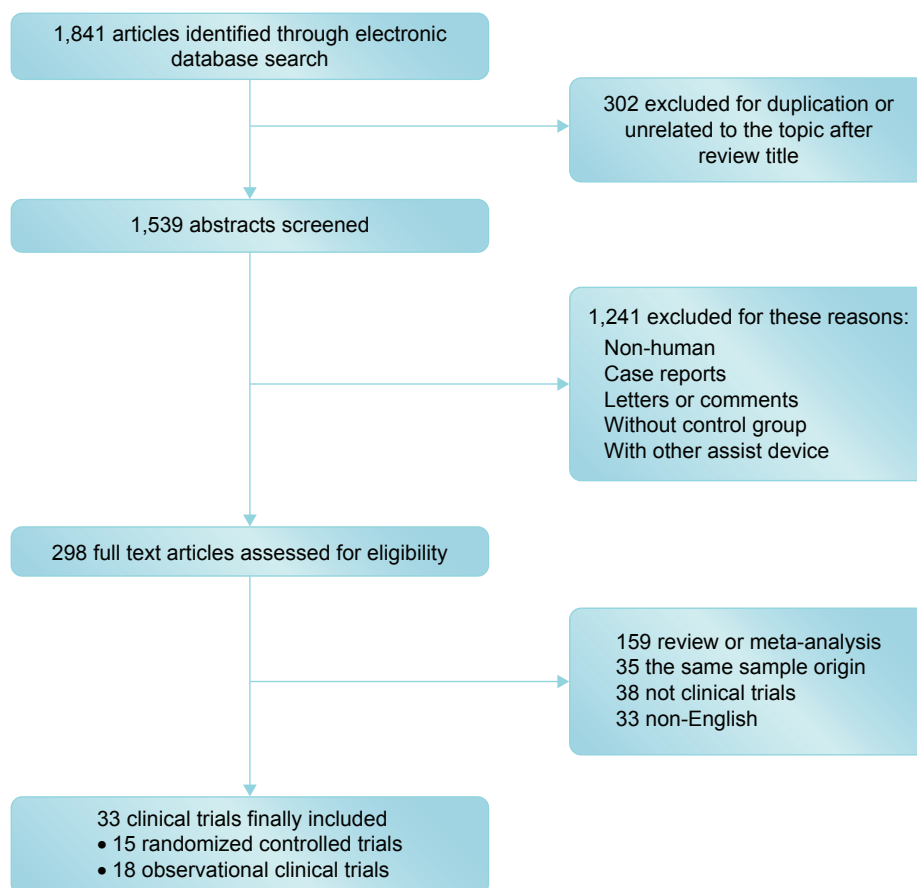 1,841 articles identified through electronic
database search
302 excluded for duplication or
unrelated to the topic after
review title
1,539 abstracts screened
1,241 excluded for these reasons:
Non-human
Case reports
Letters or comments
Without control group
With other assist device
298 full text articles assessed for eligibility
159 review or meta-analysis
35 the same sample origin
38 not clinical trials
33 non-English
33 clinical trials finally included
• 15 randomized controlled trials
• 18 observational clinical trials